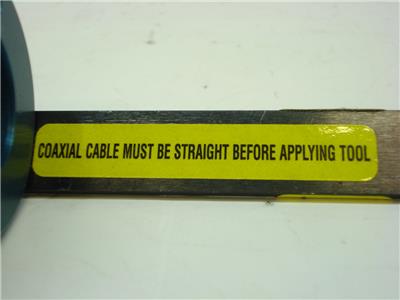 COAXIAL CABLE MUST BE STRAIGHT BEFORE APPLYING TOOL